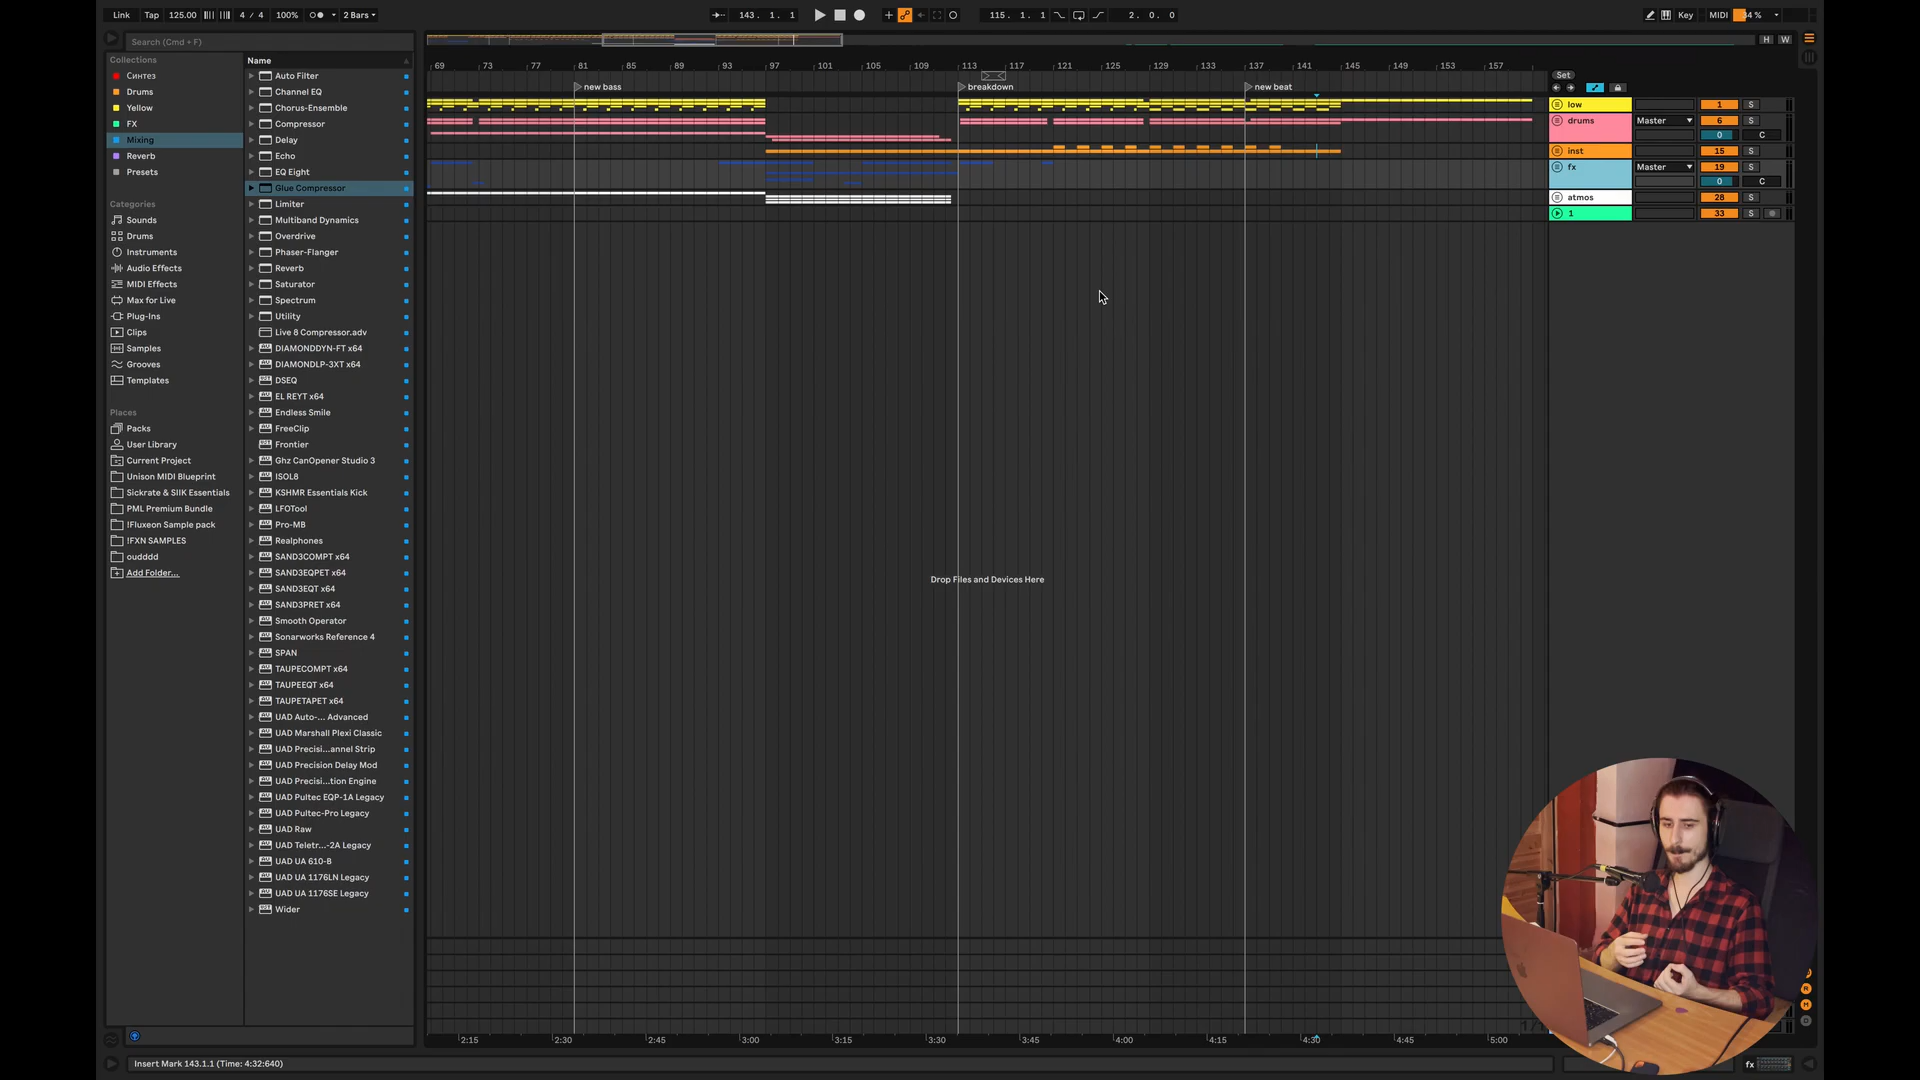 Link Tap 125.00 4 / 4 100% 2 Bars
143. 1. 1
115. 1. 1 2. 0. 0
Key MIDI 34 %
Search (Cmd + F)
H W
Collections
Синтез
Drums
Yellow
FX
Mixing
Reverb
Presets
Categories
Sounds
Drums
Instruments
Audio Effects
MIDI Effects
Max for Live
Plug-Ins
Clips
Samples
Grooves
Templates
Places
Packs
User Library
Current Project
Unison MIDI Blueprint
Sickrate & SIIK Essentials
PML Premium Bundle
!Fluxeon Sample pack
!FXN SAMPLES
oudddd
Add Folder...
Name
Auto Filter
Channel EQ
Chorus-Ensemble
Compressor
Delay
Echo
EQ Eight
Glue Compressor
Limiter
Multiband Dynamics
Overdrive
Phaser-Flanger
Reverb
Saturator
Spectrum
Utility
Live 8 Compressor.adv
DIAMONDDYN-FT x64
DIAMONDLP-3XT x64
DSEQ
EL REYT x64
Endless Smile
FreeClip
Frontier
Ghz CanOpener Studio 3
ISOL8
KSHMR Essentials Kick
LFOTool
Pro-MB
Realphones
SAND3COMPT x64
SAND3EQPET x64
SAND3EQT x64
SAND3PRET x64
Smooth Operator
Sonarworks Reference 4
SPAN
TAUPECOMPT x64
TAUPEEQT x64
TAUPETAPET x64
UAD Auto-... Advanced
UAD Marshall Plexi Classic
UAD Precisi...annel Strip
UAD Precision Delay Mod
UAD Precisi...tion Engine
UAD Pultec EQP-1A Legacy
UAD Pultec-Pro Legacy
UAD Raw
UAD Teletr...-2A Legacy
UAD UA 610-B
UAD UA 1176LN Legacy
UAD UA 1176SE Legacy
Wider
69 73 77 81 85 89 93 97 101 105 109 113 117 121 125 129 133 137 141 145 149 153 157
new bass breakdown new beat
Drop Files and Devices Here
2:15 2:30 2:45 3:00 3:15 3:30 3:45 4:00 4:15 4:30 4:45 5:00
Set
low 1 S
drums Master 6 S
0 C
inst 15 S
fx Master 19 S
0 C
atmos 28 S
1 33 S
Insert Mark 143.1.1 (Time: 4:32:640)
fx